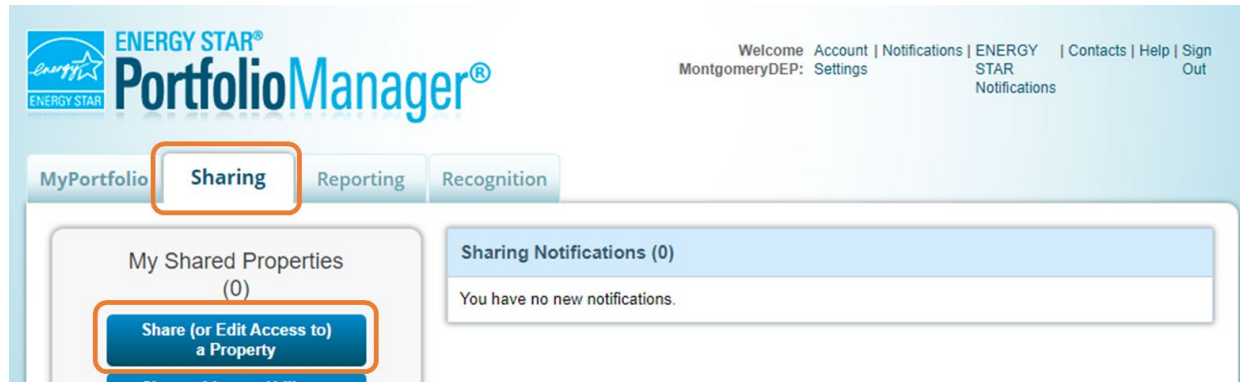 ENERGY STAR®
PortfolioManager®
energy
ENERGY STAR
Welcome MontgomeryDEP: Account Settings | Notifications | ENERGY STAR Notifications | Contacts | Help | Sign Out
MyPortfolio Sharing Reporting Recognition
My Shared Properties
(0)
Share (or Edit Access to)
a Property
Sharing Notifications (0)
You have no new notifications.